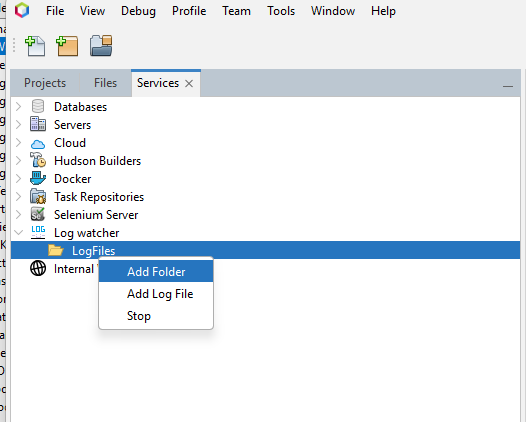 File View Debug Profile Team Tools Window Help
Projects Files Services
Databases
Servers
Cloud
Hudson Builders
Docker
Task Repositories
Selenium Server
LOG Log watcher
LogFiles
Internal
Add Folder
Add Log File
Stop